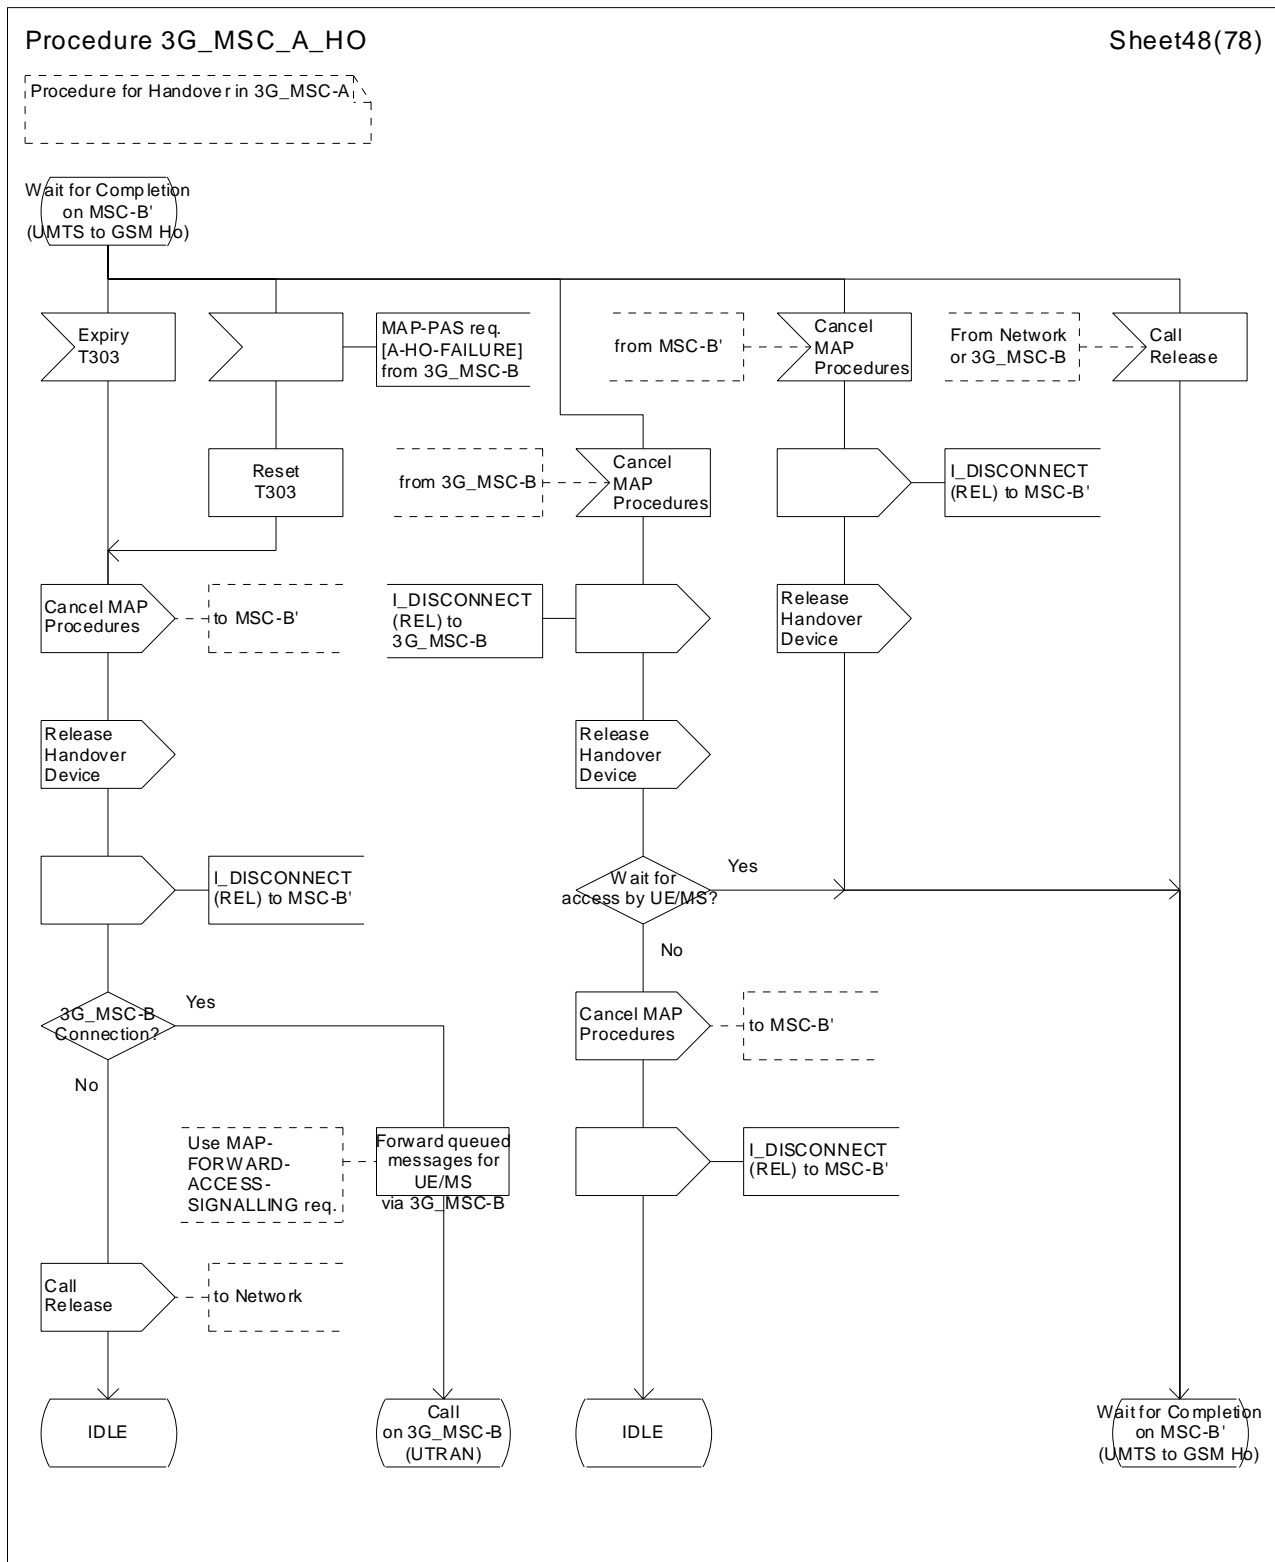 Procedure 3G_MSC_A_HO
Sheet48(78)
Procedure for Handover in 3G_MSC-A
Wait for Completion
on MSC-B'
(UMTS to GSM Ho)
Expiry
T303
MAP-PAS req.
[A-HO-FAILURE]
from 3G_MSC-B
from MSC-B'
Cancel
MAP
Procedures
From Network
or 3G_MSC-B
Call
Release
Reset
T303
from 3G_MSC-B
Cancel
MAP
Procedures
I_DISCONNECT
(REL) to MSC-B'
Cancel MAP
Procedures
to MSC-B'
I_DISCONNECT
(REL) to
3G_MSC-B
Release
Handover
Device
Release
Handover
Device
Release
Handover
Device
I_DISCONNECT
(REL) to MSC-B'
Wait for
access by UE/MS?
Yes
No
3G_MSC-B
Connection?
Yes
No
Cancel MAP
Procedures
to MSC-B'
Use MAP-
FORWARD-
ACCESS-
SIGNALLING req.
Forward queued
messages for
UE/MS
via 3G_MSC-B
I_DISCONNECT
(REL) to MSC-B'
Call
Release
to Network
IDLE
Call
on 3G_MSC-B
(UTRAN)
IDLE
Wait for Completion
on MSC-B'
(UMTS to GSM Ho)